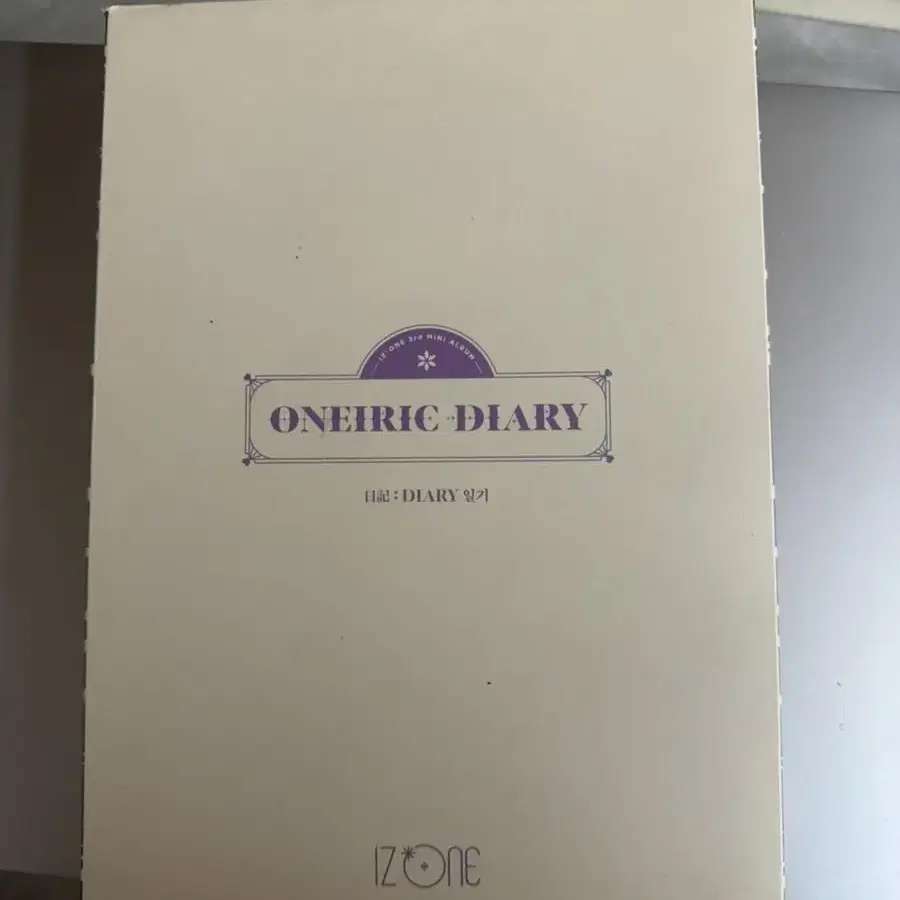 IZ*ONE 3rd MINI ALBUM
ONEIRIC DIARY
日記 : DIARY 일기
IZ*ONE